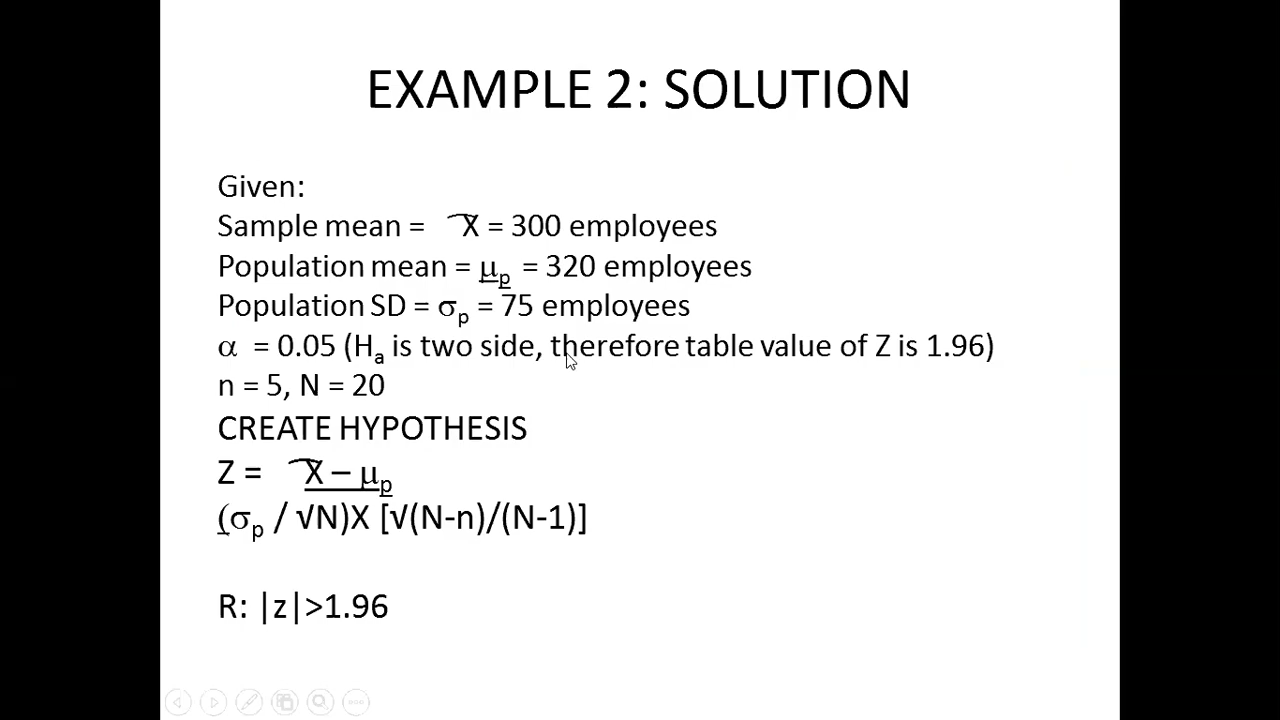 EXAMPLE 2: SOLUTION
Given:
Sample mean = X̅ = 300 employees
Population mean = μp = 320 employees
Population SD = σp = 75 employees
α = 0.05 (Ha is two side, therefore table value of Z is 1.96)
n = 5, N = 20
CREATE HYPOTHESIS
Z = X̅ – μp
(σp / √N)X [√(N-n)/(N-1)]
R: |z|>1.96